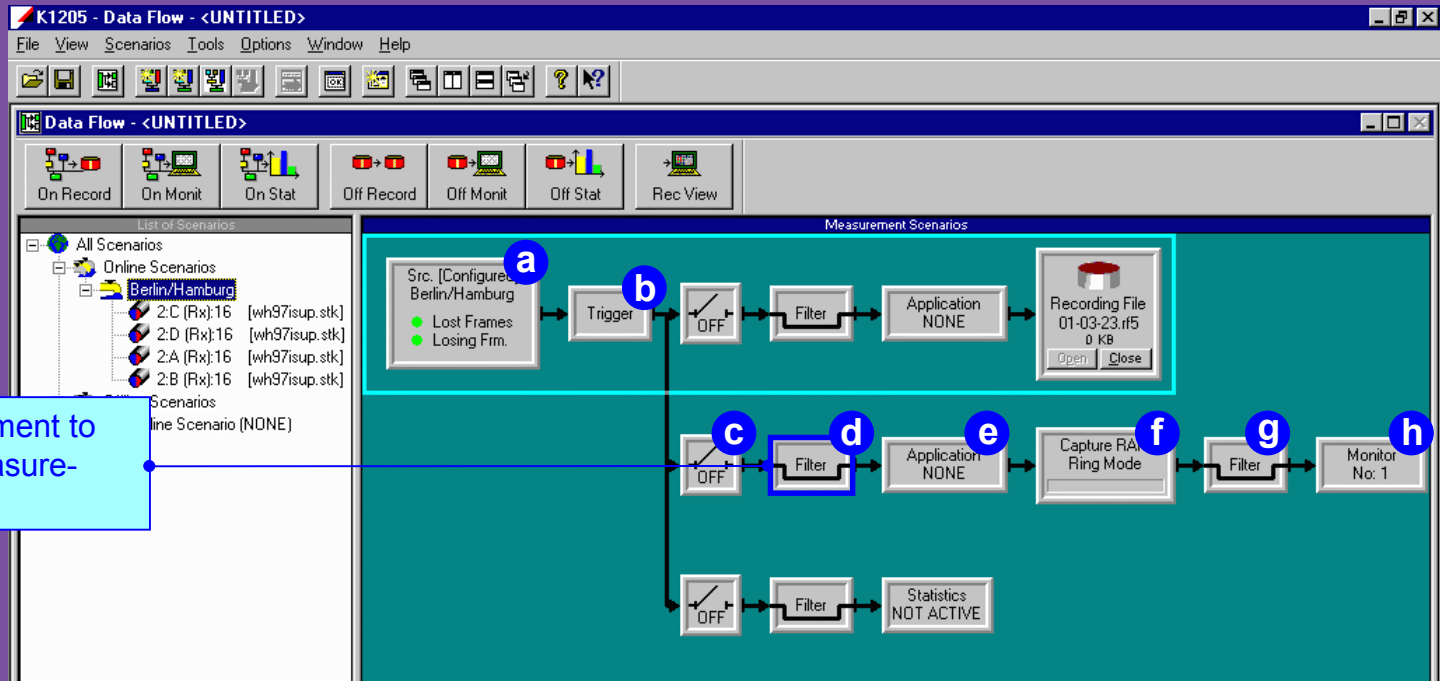 K1205 - Data Flow - <UNTITLED>
File View Scenarios Tools Options Window Help
Data Flow - <UNTITLED>
On Record On Monit On Stat Off Record Off Monit Off Stat Rec View
List of Scenarios
Measurement Scenarios
All Scenarios
Online Scenarios
Berlin/Hamburg
2:C (Rx):16 [wh97isup.stk]
2:D (Rx):16 [wh97isup.stk]
2:A (Rx):16 [wh97isup.stk]
2:B (Rx):16 [wh97isup.stk]
Scenarios
line Scenario (NONE)
ment to
asure-
a
Src. [Configured
Berlin/Hamburg
Lost Frames
Losing Frm.
b
Trigger
OFF
Filter
Application
NONE
Recording File
01-03-23.rf5
0 KB
Open Close
c
OFF
d
Filter
e
Application
NONE
f
Capture RA
Ring Mode
g
Filter
h
Monitor
No: 1
OFF
Filter
Statistics
NOT ACTIVE